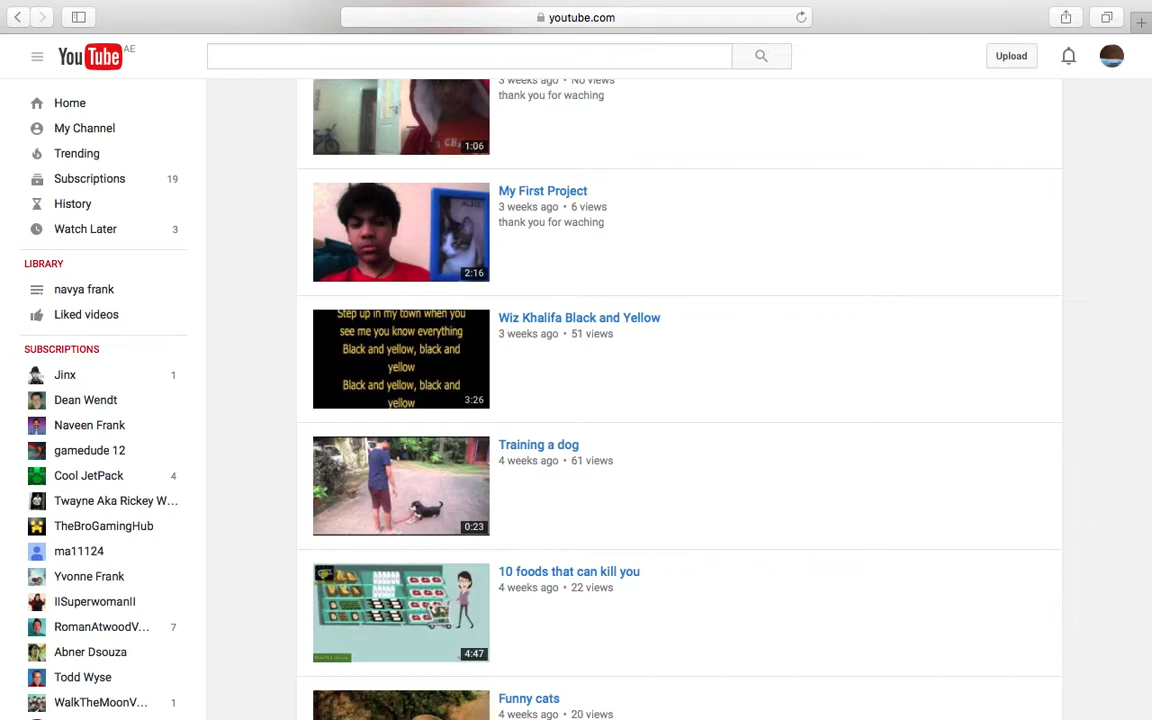 youtube.com
YouTube AE
Upload
Home
My Channel
Trending
Subscriptions 19
History
Watch Later 3
LIBRARY
navya frank
Liked videos
SUBSCRIPTIONS
Jinx 1
Dean Wendt
Naveen Frank
gamedude 12
Cool JetPack 4
Twayne Aka Rickey W...
TheBroGamingHub
ma11124
Yvonne Frank
IISuperwomanII
RomanAtwoodV... 7
Abner Dsouza
Todd Wyse
WalkTheMoonV... 1
3 weeks ago • No views
thank you for waching
1:06
My First Project
3 weeks ago • 6 views
thank you for waching
2:16
Wiz Khalifa Black and Yellow
3 weeks ago • 51 views
Step up in my town when you
see me you know everything
Black and yellow, black and
yellow
Black and yellow, black and
yellow
3:26
Training a dog
4 weeks ago • 61 views
0:23
10 foods that can kill you
4 weeks ago • 22 views
4:47
Funny cats
4 weeks ago • 20 views